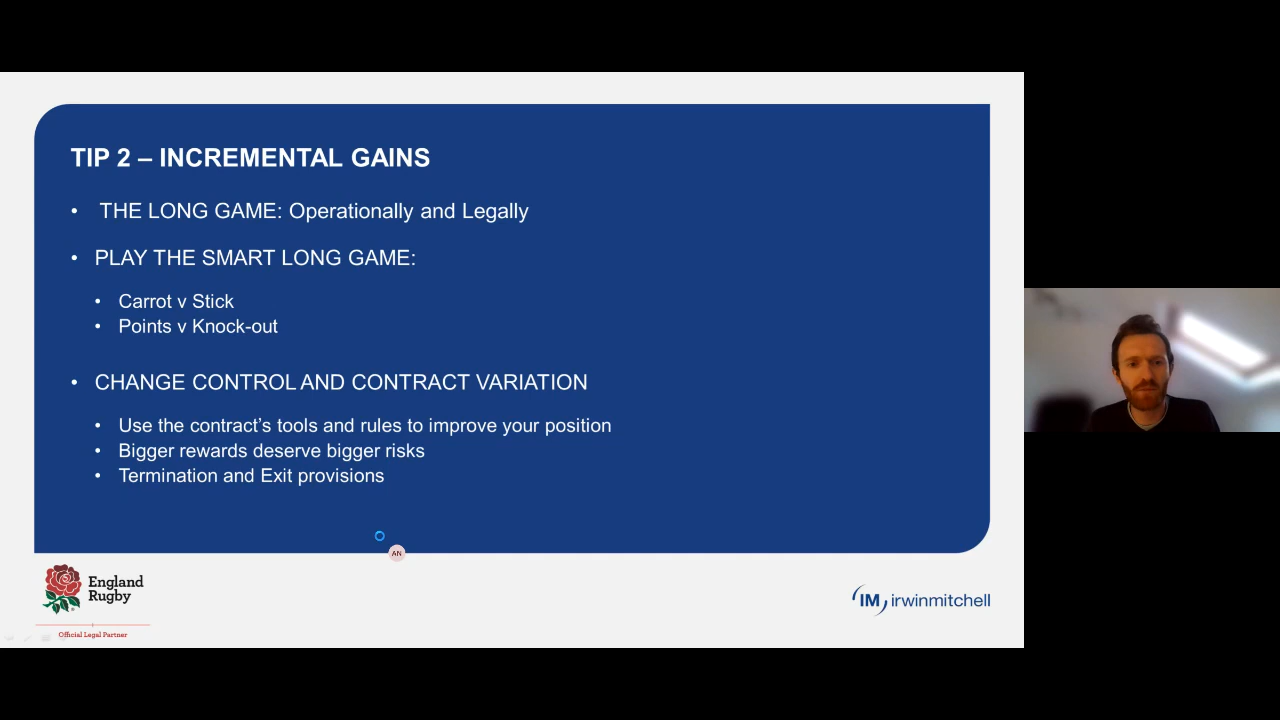 TIP 2 – INCREMENTAL GAINS
• THE LONG GAME: Operationally and Legally
• PLAY THE SMART LONG GAME:
• Carrot v Stick
• Points v Knock-out
• CHANGE CONTROL AND CONTRACT VARIATION
• Use the contract’s tools and rules to improve your position
• Bigger rewards deserve bigger risks
• Termination and Exit provisions
AN
England
Rugby
Official Legal Partner
IM irwinmitchell